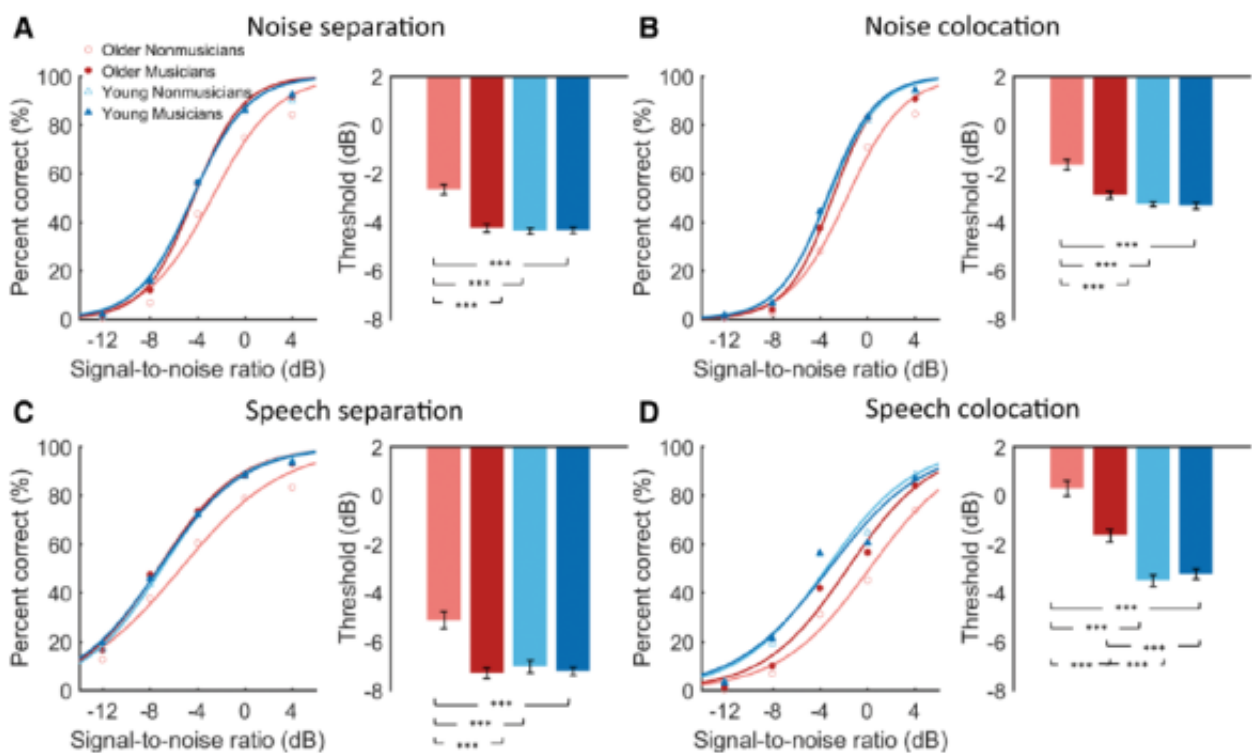 A Noise separation
Older Nonmusicians
Older Musicians
Young Nonmusicians
Young Musicians
Percent correct (%)
100
80
60
40
20
0
-12 -8 -4 0 4
Signal-to-noise ratio (dB)
Threshold (dB)
2
0
-2
-4
-6
-8
***
***
***
B Noise colocation
Percent correct (%)
100
80
60
40
20
0
-12 -8 -4 0 4
Signal-to-noise ratio (dB)
Threshold (dB)
2
0
-2
-4
-6
-8
***
***
***
C Speech separation
Percent correct (%)
100
80
60
40
20
0
-12 -8 -4 0 4
Signal-to-noise ratio (dB)
Threshold (dB)
2
0
-2
-4
-6
-8
***
***
***
D Speech colocation
Percent correct (%)
100
80
60
40
20
0
-12 -8 -4 0 4
Signal-to-noise ratio (dB)
Threshold (dB)
2
0
-2
-4
-6
-8
***
***
***
*** ***